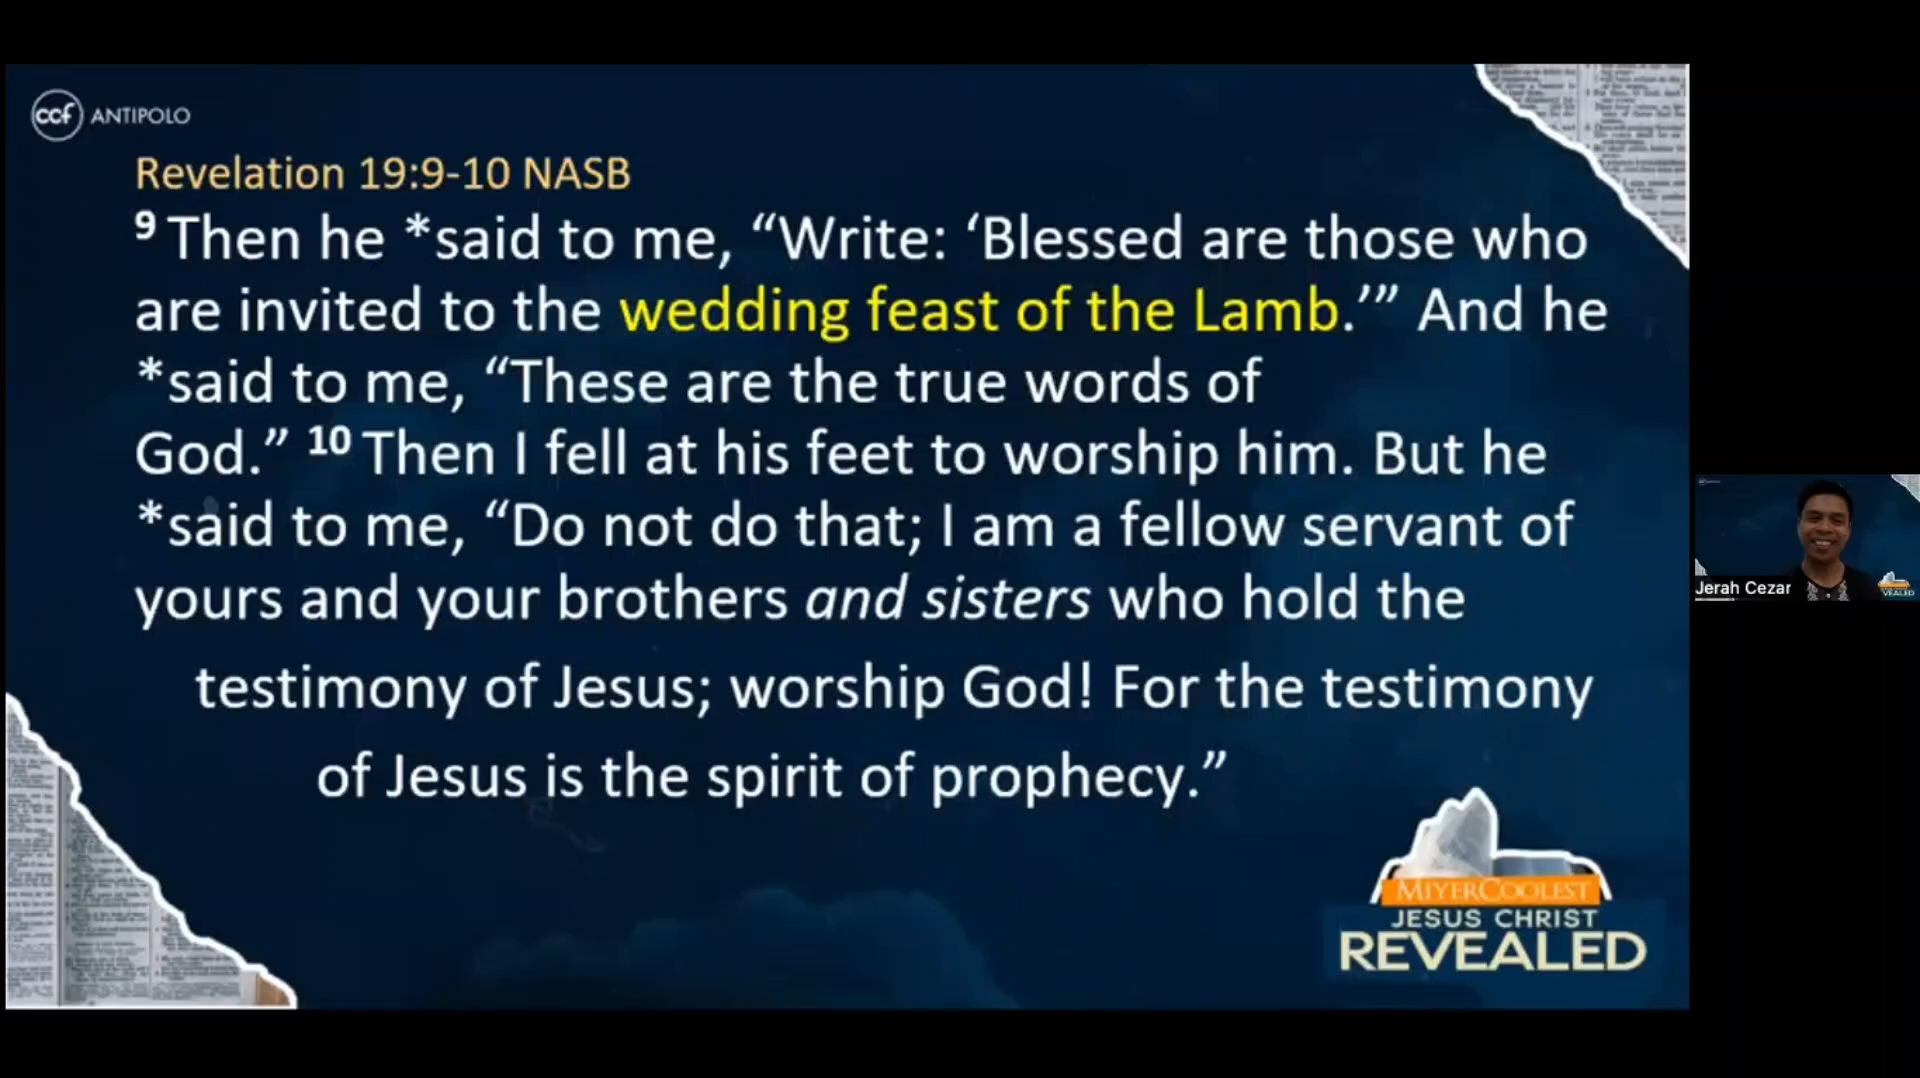 ccf ANTIPOLO
Revelation 19:9-10 NASB
9 Then he *said to me, “Write: ‘Blessed are those who
are invited to the wedding feast of the Lamb.’” And he
*said to me, “These are the true words of
God.” 10 Then I fell at his feet to worship him. But he
*said to me, “Do not do that; I am a fellow servant of
yours and your brothers and sisters who hold the
testimony of Jesus; worship God! For the testimony
of Jesus is the spirit of prophecy.”
MIYERCOOLEST
JESUS CHRIST
REVEALED
Jerah Cezar
VEALED